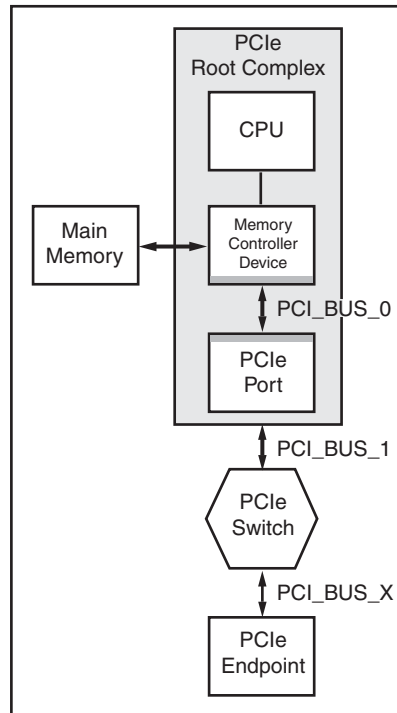 PCIe
Root Complex
CPU
Main
Memory
Memory
Controller
Device
PCI_BUS_0
PCIe
Port
PCI_BUS_1
PCIe
Switch
PCI_BUS_X
PCIe
Endpoint